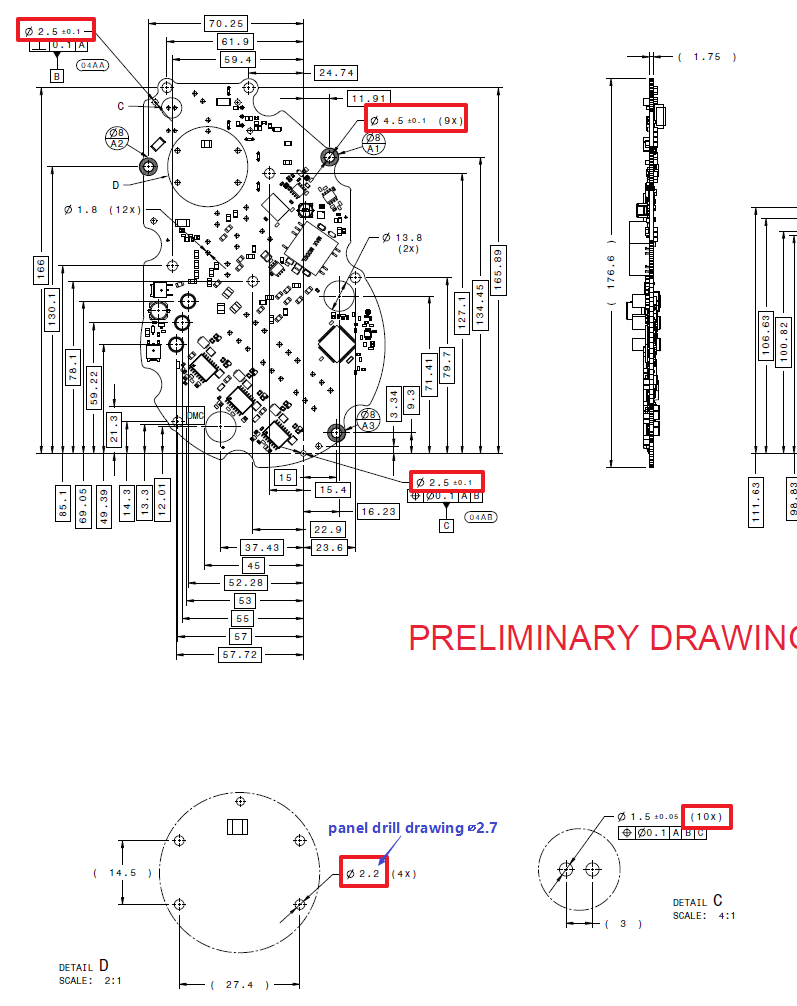 70.25
Ø 2.5 ±0.1
61.9
⊥ 0.1 A
59.4
04AA
B
24.74
( 1.75 )
11.91
C
Ø 4.5 ±0.1 (9X)
Ø8
A2
Ø8
A1
D
Ø 1.8 (12X)
Ø 13.8
(2X)
166
130.1
78.1
59.22
21.3
165.89
134.45
127.1
79.7
71.41
9.3
3.34
( 176.6 )
106.63
100.82
DMC
Ø8
A3
85.1
69.05
49.39
14.3
13.3
12.01
15
Ø 2.5 ±0.1
15.4
⌖ Ø0.1 A B
111.63
98.83
16.23
C
04AB
22.9
37.43
23.6
45
52.28
53
55
57
57.72
PRELIMINARY DRAWING
panel drill drawing ø2.7
Ø 1.5 ±0.05 (10X)
⌖ Ø0.1 A B C
( 14.5 )
Ø 2.2 (4X)
DETAIL C
SCALE: 4:1
( 3 )
DETAIL D
SCALE: 2:1
( 27.4 )